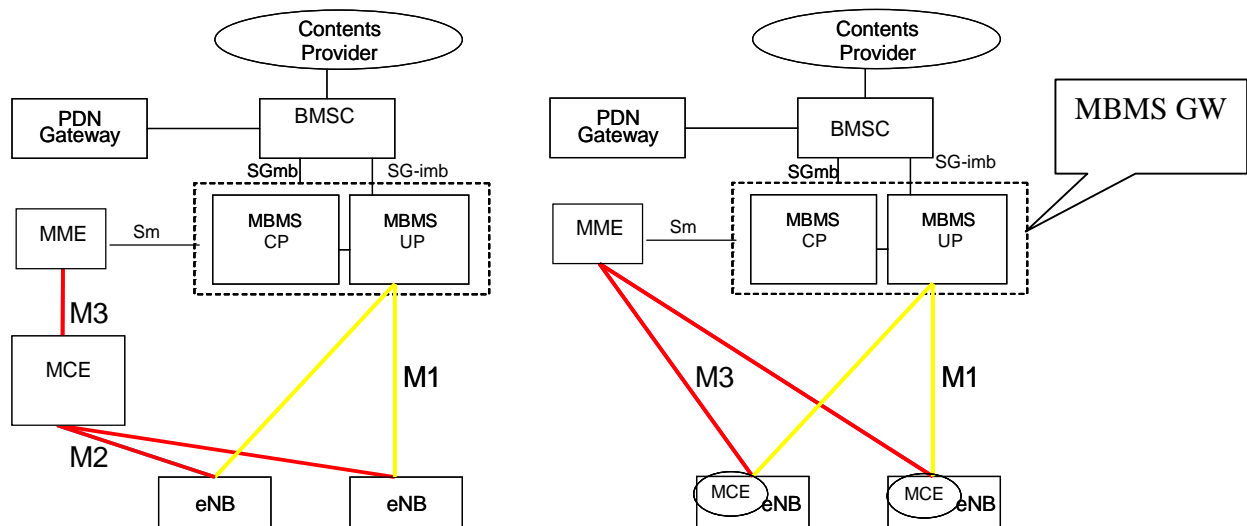 Contents
Provider
PDN
Gateway
BMSC
SGmb
SG-imb
MBMS
CP
MBMS
UP
MME
Sm
M3
MCE
M1
M2
eNB
eNB
Contents
Provider
MBMS GW
PDN
Gateway
BMSC
SGmb
SG-imb
MBMS
CP
MBMS
UP
MME
Sm
M3
M1
MCE
eNB
MCE
eNB